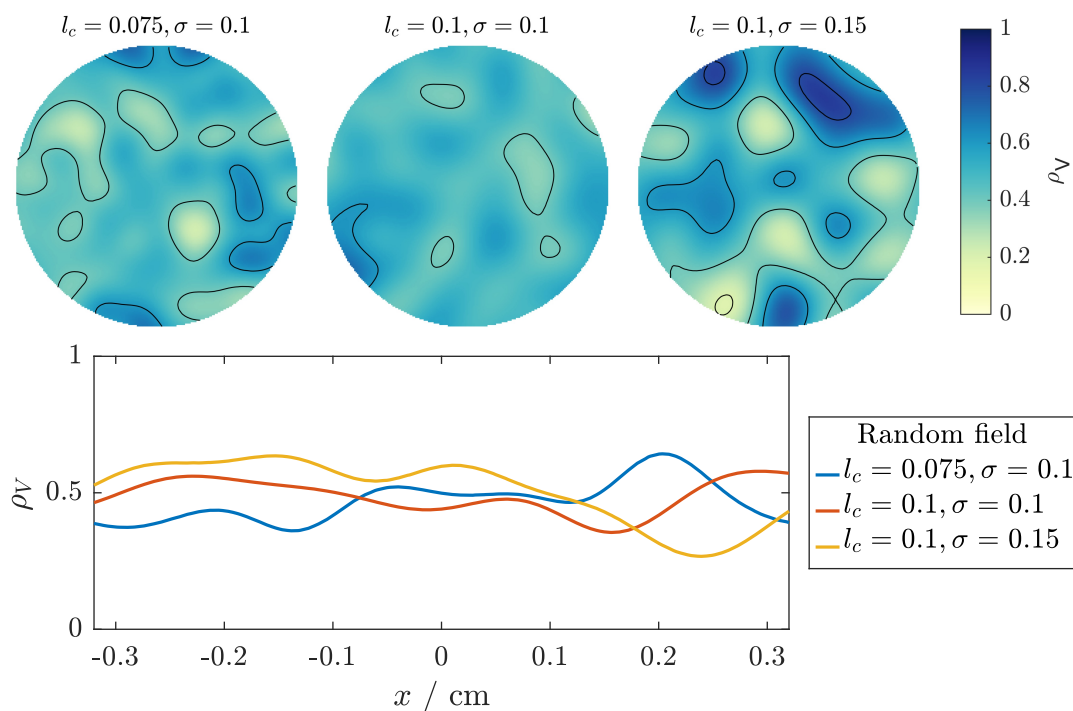 l_c = 0.075, σ = 0.1
l_c = 0.1, σ = 0.1
l_c = 0.1, σ = 0.15
1
0.8
0.6
0.4
0.2
0
ρ_V
1
0.5
0
ρ_V
-0.3
-0.2
-0.1
0
0.1
0.2
0.3
x / cm
Random field
l_c = 0.075, σ = 0.1
l_c = 0.1, σ = 0.1
l_c = 0.1, σ = 0.15